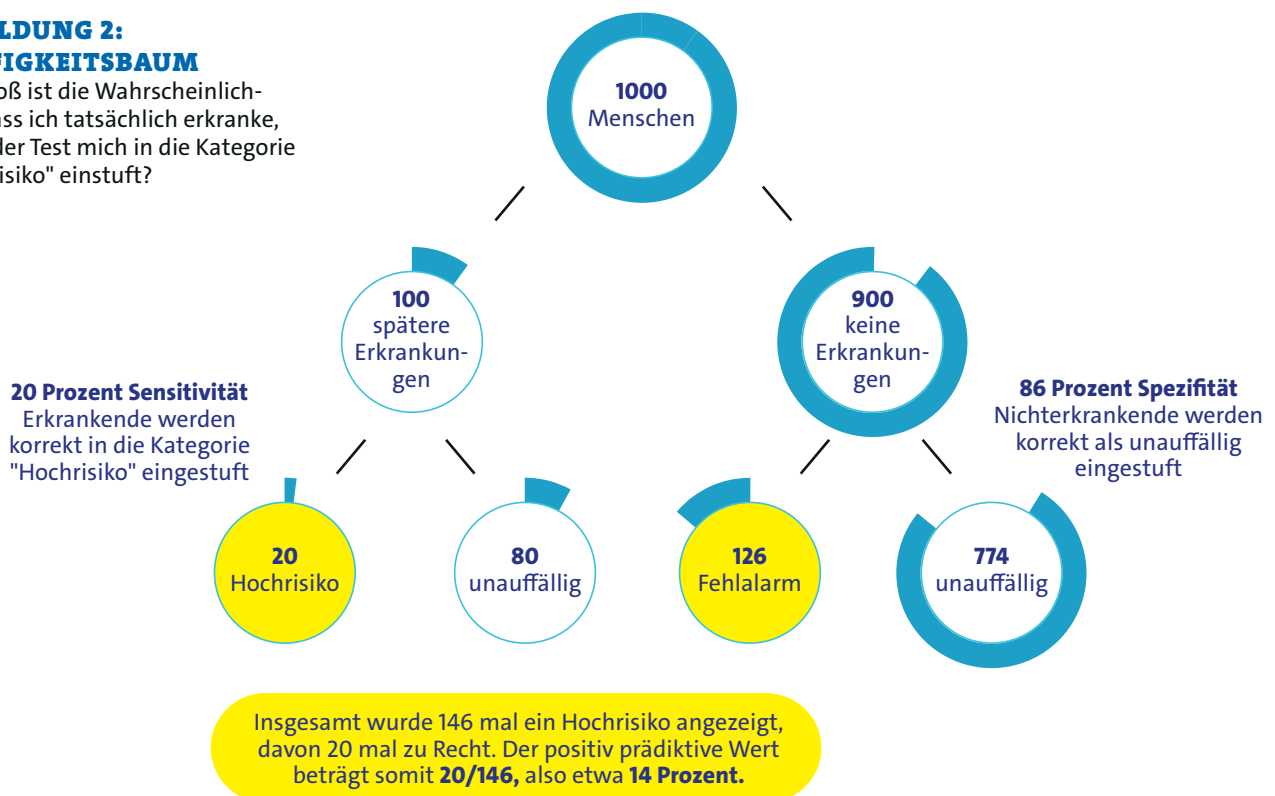 LDUNG 2:
FIGKEITSBAUM
oß ist die Wahrscheinlich-
ass ich tatsächlich erkranke,
der Test mich in die Kategorie
isiko" einstuft?
1000
Menschen
100
spätere
Erkrankun-
gen
900
keine
Erkrankun-
gen
20 Prozent Sensitivität
Erkrankende werden
korrekt in die Kategorie
"Hochrisiko" eingestuft
86 Prozent Spezifität
Nichterkrankende werden
korrekt als unauffällig
eingestuft
20
Hochrisiko
80
unauffällig
126
Fehlalarm
774
unauffällig
Insgesamt wurde 146 mal ein Hochrisiko angezeigt,
davon 20 mal zu Recht. Der positiv prädiktive Wert
beträgt somit 20/146, also etwa 14 Prozent.